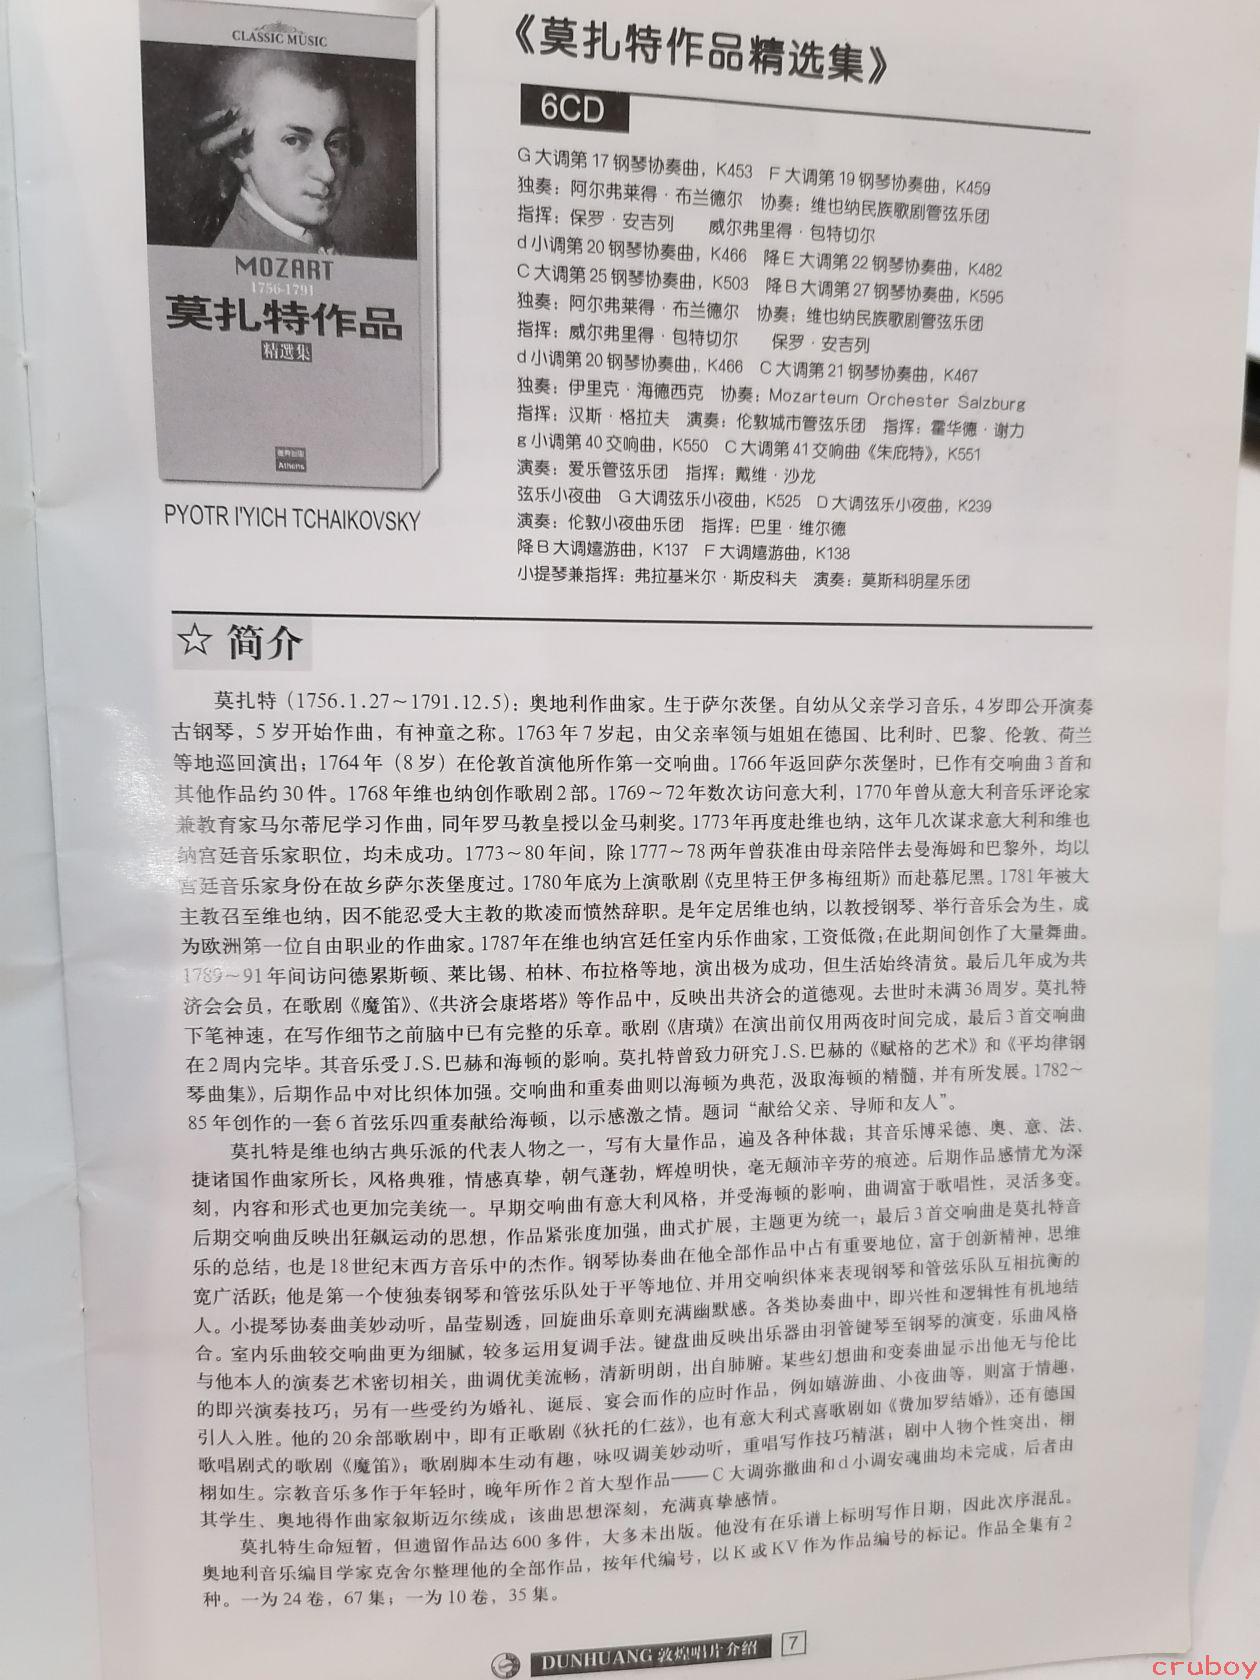 CLASSIC MUSIC
MOZART
1756-1791
莫扎特作品
精選集
Athens
PYOTR I'YICH TCHAIKOVSKY
《莫扎特作品精选集》
6CD
G大调第17钢琴协奏曲，K453 F大调第19钢琴协奏曲，K459
独奏：阿尔弗莱得·布兰德尔 协奏：维也纳民族歌剧管弦乐团
指挥：保罗·安吉列 威尔弗里得·包特切尔
d小调第20钢琴协奏曲，K466 降E大调第22钢琴协奏曲，K482
C大调第25钢琴协奏曲，K503 降B大调第27钢琴协奏曲，K595
独奏：阿尔弗莱得·布兰德尔 协奏：维也纳民族歌剧管弦乐团
指挥：威尔弗里得·包特切尔 保罗·安吉列
d小调第20钢琴协奏曲，K466 C大调第21钢琴协奏曲，K467
独奏：伊里克·海德西克 协奏：Mozarteum Orchester Salzburg
指挥：汉斯·格拉夫 演奏：伦敦城市管弦乐团 指挥：霍华德·谢力
g小调第40交响曲，K550 C大调第41交响曲《朱庇特》，K551
演奏：爱乐管弦乐团 指挥：戴维·沙龙
弦乐小夜曲 G大调弦乐小夜曲，K525 D大调弦乐小夜曲，K239
演奏：伦敦小夜曲乐团 指挥：巴里·维尔德
降B大调嬉游曲，K137 F大调嬉游曲，K138
小提琴兼指挥：弗拉基米尔·斯皮科夫 演奏：莫斯科明星乐团
☆ 简介
莫扎特（1756.1.27～1791.12.5）：奥地利作曲家。生于萨尔茨堡。自幼从父亲学习音乐，4岁即公开演奏
古钢琴，5岁开始作曲，有神童之称。1763年7岁起，由父亲率领与姐姐在德国、比利时、巴黎、伦敦、荷兰
等地巡回演出；1764年（8岁）在伦敦首演他所作第一交响曲。1766年返回萨尔茨堡时，已作有交响曲3首和
其他作品约30件。1768年维也纳创作歌剧2部。1769～72年数次访问意大利，1770年曾从意大利音乐评论家
兼教育家马尔蒂尼学习作曲，同年罗马教皇授以金马刺奖。1773年再度赴维也纳，这年几次谋求意大利和维也
纳宫廷音乐家职位，均未成功。1773～80年间，除1777～78两年曾获准由母亲陪伴去曼海姆和巴黎外，均以
宫廷音乐家身份在故乡萨尔茨堡度过。1780年底为上演歌剧《克里特王伊多梅纽斯》而赴慕尼黑。1781年被大
主教召至维也纳，因不能忍受大主教的欺凌而愤然辞职。是年定居维也纳，以教授钢琴、举行音乐会为生，成
为欧洲第一位自由职业的作曲家。1787年在维也纳宫廷任室内乐作曲家，工资低微；在此期间创作了大量舞曲。
1789～91年间访问德累斯顿、莱比锡、柏林、布拉格等地，演出极为成功，但生活始终清贫。最后几年成为共
济会会员，在歌剧《魔笛》、《共济会康塔塔》等作品中，反映出共济会的道德观。去世时未满36周岁。莫扎特
下笔神速，在写作细节之前脑中已有完整的乐章。歌剧《唐璜》在演出前仅用两夜时间完成，最后3首交响曲
在2周内完毕。其音乐受J.S.巴赫和海顿的影响。莫扎特曾致力研究J.S.巴赫的《赋格的艺术》和《平均律钢
琴曲集》，后期作品中对比织体加强。交响曲和重奏曲则以海顿为典范，汲取海顿的精髓，并有所发展。1782～
85年创作的一套6首弦乐四重奏献给海顿，以示感激之情。题词“献给父亲、导师和友人”。
莫扎特是维也纳古典乐派的代表人物之一，写有大量作品，遍及各种体裁；其音乐博采德、奥、意、法、
捷诸国作曲家所长，风格典雅，情感真挚，朝气蓬勃，辉煌明快，毫无颠沛辛劳的痕迹。后期作品感情尤为深
刻，内容和形式也更加完美统一。早期交响曲有意大利风格，并受海顿的影响，曲调富于歌唱性，灵活多变。
后期交响曲反映出狂飙运动的思想，作品紧张度加强，曲式扩展，主题更为统一；最后3首交响曲是莫扎特音
乐的总结，也是18世纪末西方音乐中的杰作。钢琴协奏曲在他全部作品中占有重要地位，富于创新精神，思维
宽广活跃；他是第一个使独奏钢琴和管弦乐队处于平等地位、并用交响织体来表现钢琴和管弦乐队互相抗衡的
人。小提琴协奏曲美妙动听，晶莹剔透，回旋曲乐章则充满幽默感。各类协奏曲中，即兴性和逻辑性有机地结
合。室内乐曲较交响曲更为细腻，较多运用复调手法。键盘曲反映出乐器由羽管键琴至钢琴的演变，乐曲风格
与他本人的演奏艺术密切相关，曲调优美流畅，清新明朗，出自肺腑。某些幻想曲和变奏曲显示出他无与伦比
的即兴演奏技巧；另有一些受约为婚礼、诞辰、宴会而作的应时作品，例如嬉游曲、小夜曲等，则富于情趣，
引人入胜。他的20余部歌剧中，即有正歌剧《狄托的仁兹》，也有意大利式喜歌剧如《费加罗结婚》，还有德国
歌唱剧式的歌剧《魔笛》；歌剧脚本生动有趣，咏叹调美妙动听，重唱写作技巧精湛；剧中人物个性突出，栩
栩如生。宗教音乐多作于年轻时，晚年所作2首大型作品——C大调弥撒曲和d小调安魂曲均未完成，后者由
其学生、奥地得作曲家叙斯迈尔续成；该曲思想深刻，充满真挚感情。
莫扎特生命短暂，但遗留作品达600多件，大多未出版。他没有在乐谱上标明写作日期，因此次序混乱。
奥地利音乐编目学家克舍尔整理他的全部作品，按年代编号，以K或KV作为作品编号的标记。作品全集有2
种。一为24卷，67集；一为10卷，35集。
DUNHUANG 敦煌唱片介绍 7
cruboy